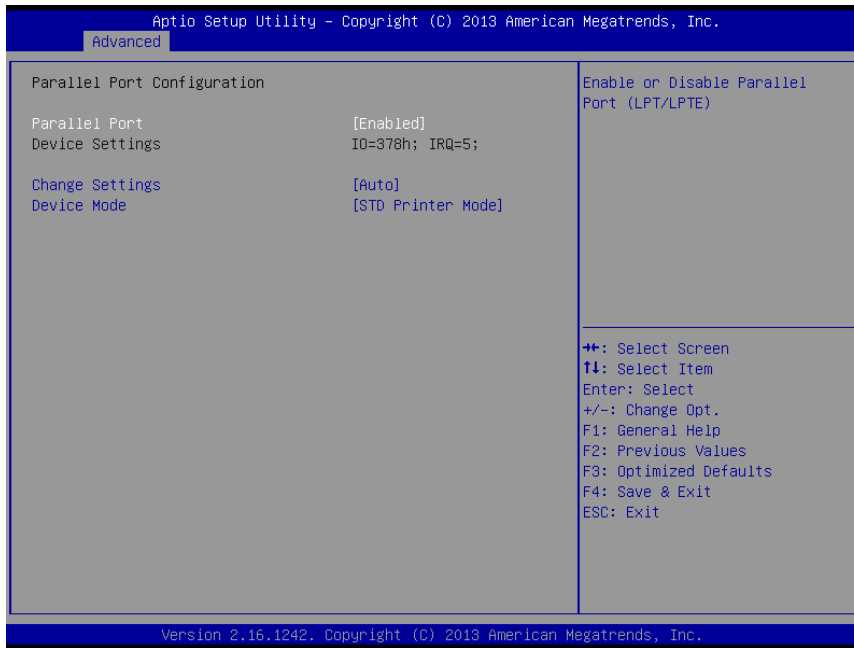 Aptio Setup Utility – Copyright (C) 2013 American Megatrends, Inc.
Advanced
Parallel Port Configuration
Parallel Port [Enabled]
Device Settings IO=378h; IRQ=5;
Change Settings [Auto]
Device Mode [STD Printer Mode]
Enable or Disable Parallel
Port (LPT/LPTE)
→←: Select Screen
↑↓: Select Item
Enter: Select
+/-: Change Opt.
F1: General Help
F2: Previous Values
F3: Optimized Defaults
F4: Save & Exit
ESC: Exit
Version 2.16.1242. Copyright (C) 2013 American Megatrends, Inc.